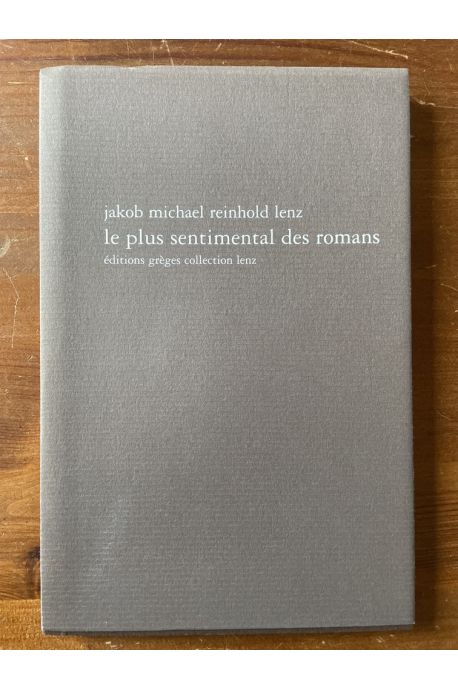 jakob michael reinhold lenz
le plus sentimental des romans
éditions grèges collection lenz